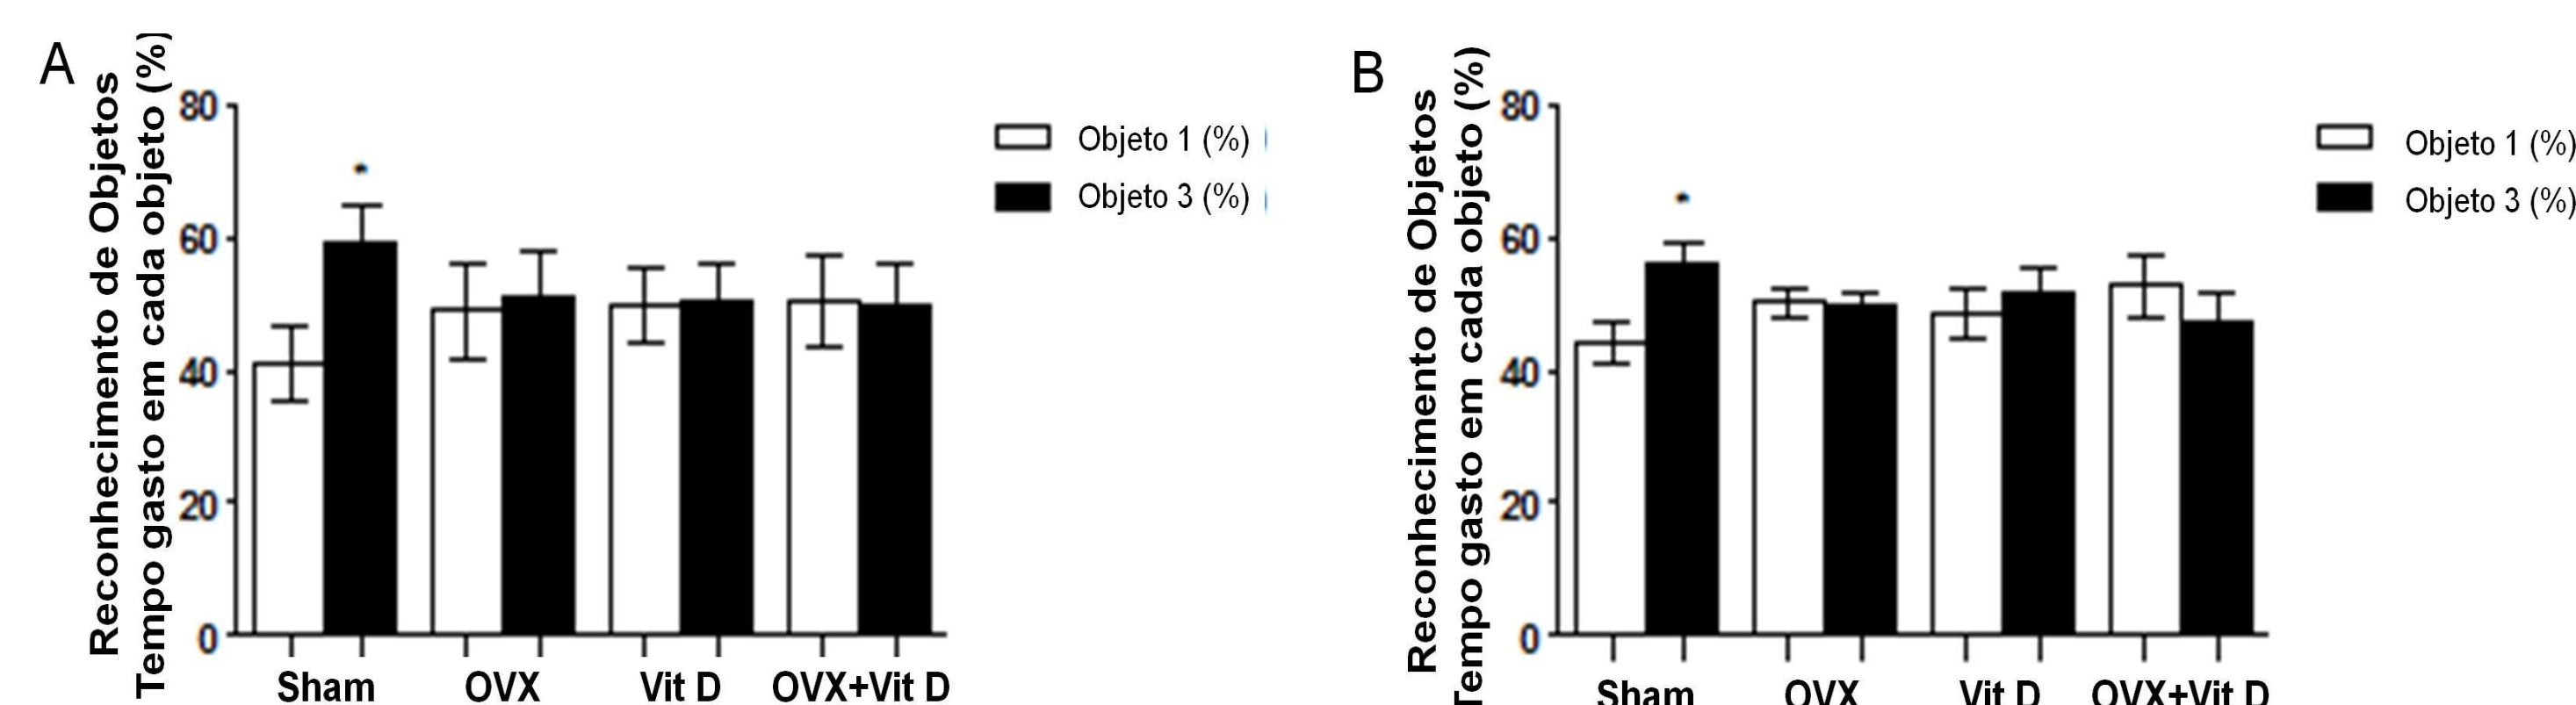 A
Reconhecimento de Objetos
Tempo gasto em cada objeto (%)
80
60
40
20
0
*
Sham OVX Vit D OVX+Vit D
Objeto 1 (%)
Objeto 3 (%)
B
Reconhecimento de Objetos
Tempo gasto em cada objeto (%)
80
60
40
20
0
*
Sham OVX Vit D OVX+Vit D
Objeto 1 (%)
Objeto 3 (%)